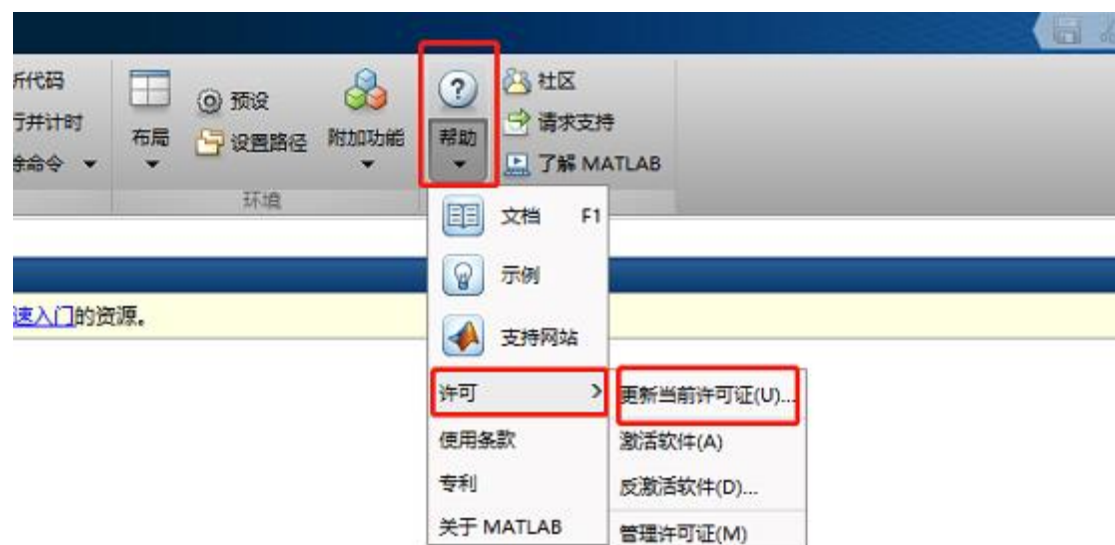 析代码
行并计时
除命令
布局
预设
设置路径
附加功能
环境
?
帮助
社区
请求支持
了解 MATLAB
文档 F1
示例
支持网站
许可 >
使用条款
专利
关于 MATLAB
更新当前许可证(U)...
激活软件(A)
反激活软件(D)...
管理许可证(M)
速入门的资源。